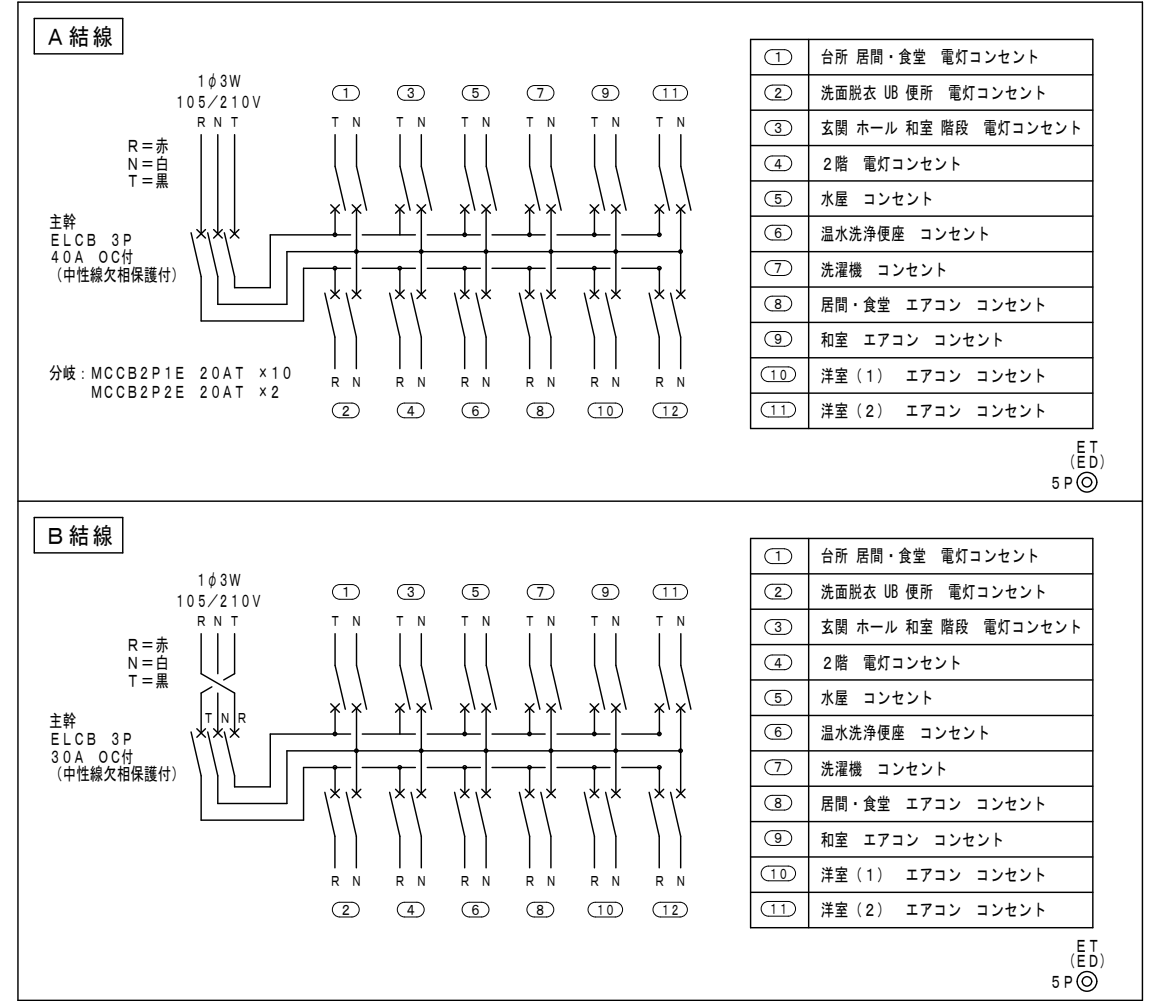 A結線
1φ3W
105/210V
R N T
R=赤
N=白
T=黒
主幹
ELCB 3P
40A OC付
(中性線欠相保護付)
分岐:MCCB2P1E 20AT ×10
MCCB2P2E 20AT ×2
① ③ ⑤ ⑦ ⑨ ⑪
T N T N T N T N T N T N
R N R N R N R N R N R N
② ④ ⑥ ⑧ ⑩ ⑫
① 台所 居間・食堂 電灯コンセント
② 洗面脱衣 UB 便所 電灯コンセント
③ 玄関 ホール 和室 階段 電灯コンセント
④ 2階 電灯コンセント
⑤ 水屋 コンセント
⑥ 温水洗浄便座 コンセント
⑦ 洗濯機 コンセント
⑧ 居間・食堂 エアコン コンセント
⑨ 和室 エアコン コンセント
⑩ 洋室(1) エアコン コンセント
⑪ 洋室(2) エアコン コンセント
ET
(ED)
5P
B結線
1φ3W
105/210V
R N T
R=赤
N=白
T=黒
T N R
主幹
ELCB 3P
30A OC付
(中性線欠相保護付)
① ③ ⑤ ⑦ ⑨ ⑪
T N T N T N T N T N T N
R N R N R N R N R N R N
② ④ ⑥ ⑧ ⑩ ⑫
① 台所 居間・食堂 電灯コンセント
② 洗面脱衣 UB 便所 電灯コンセント
③ 玄関 ホール 和室 階段 電灯コンセント
④ 2階 電灯コンセント
⑤ 水屋 コンセント
⑥ 温水洗浄便座 コンセント
⑦ 洗濯機 コンセント
⑧ 居間・食堂 エアコン コンセント
⑨ 和室 エアコン コンセント
⑩ 洋室(1) エアコン コンセント
⑪ 洋室(2) エアコン コンセント
ET
(ED)
5P